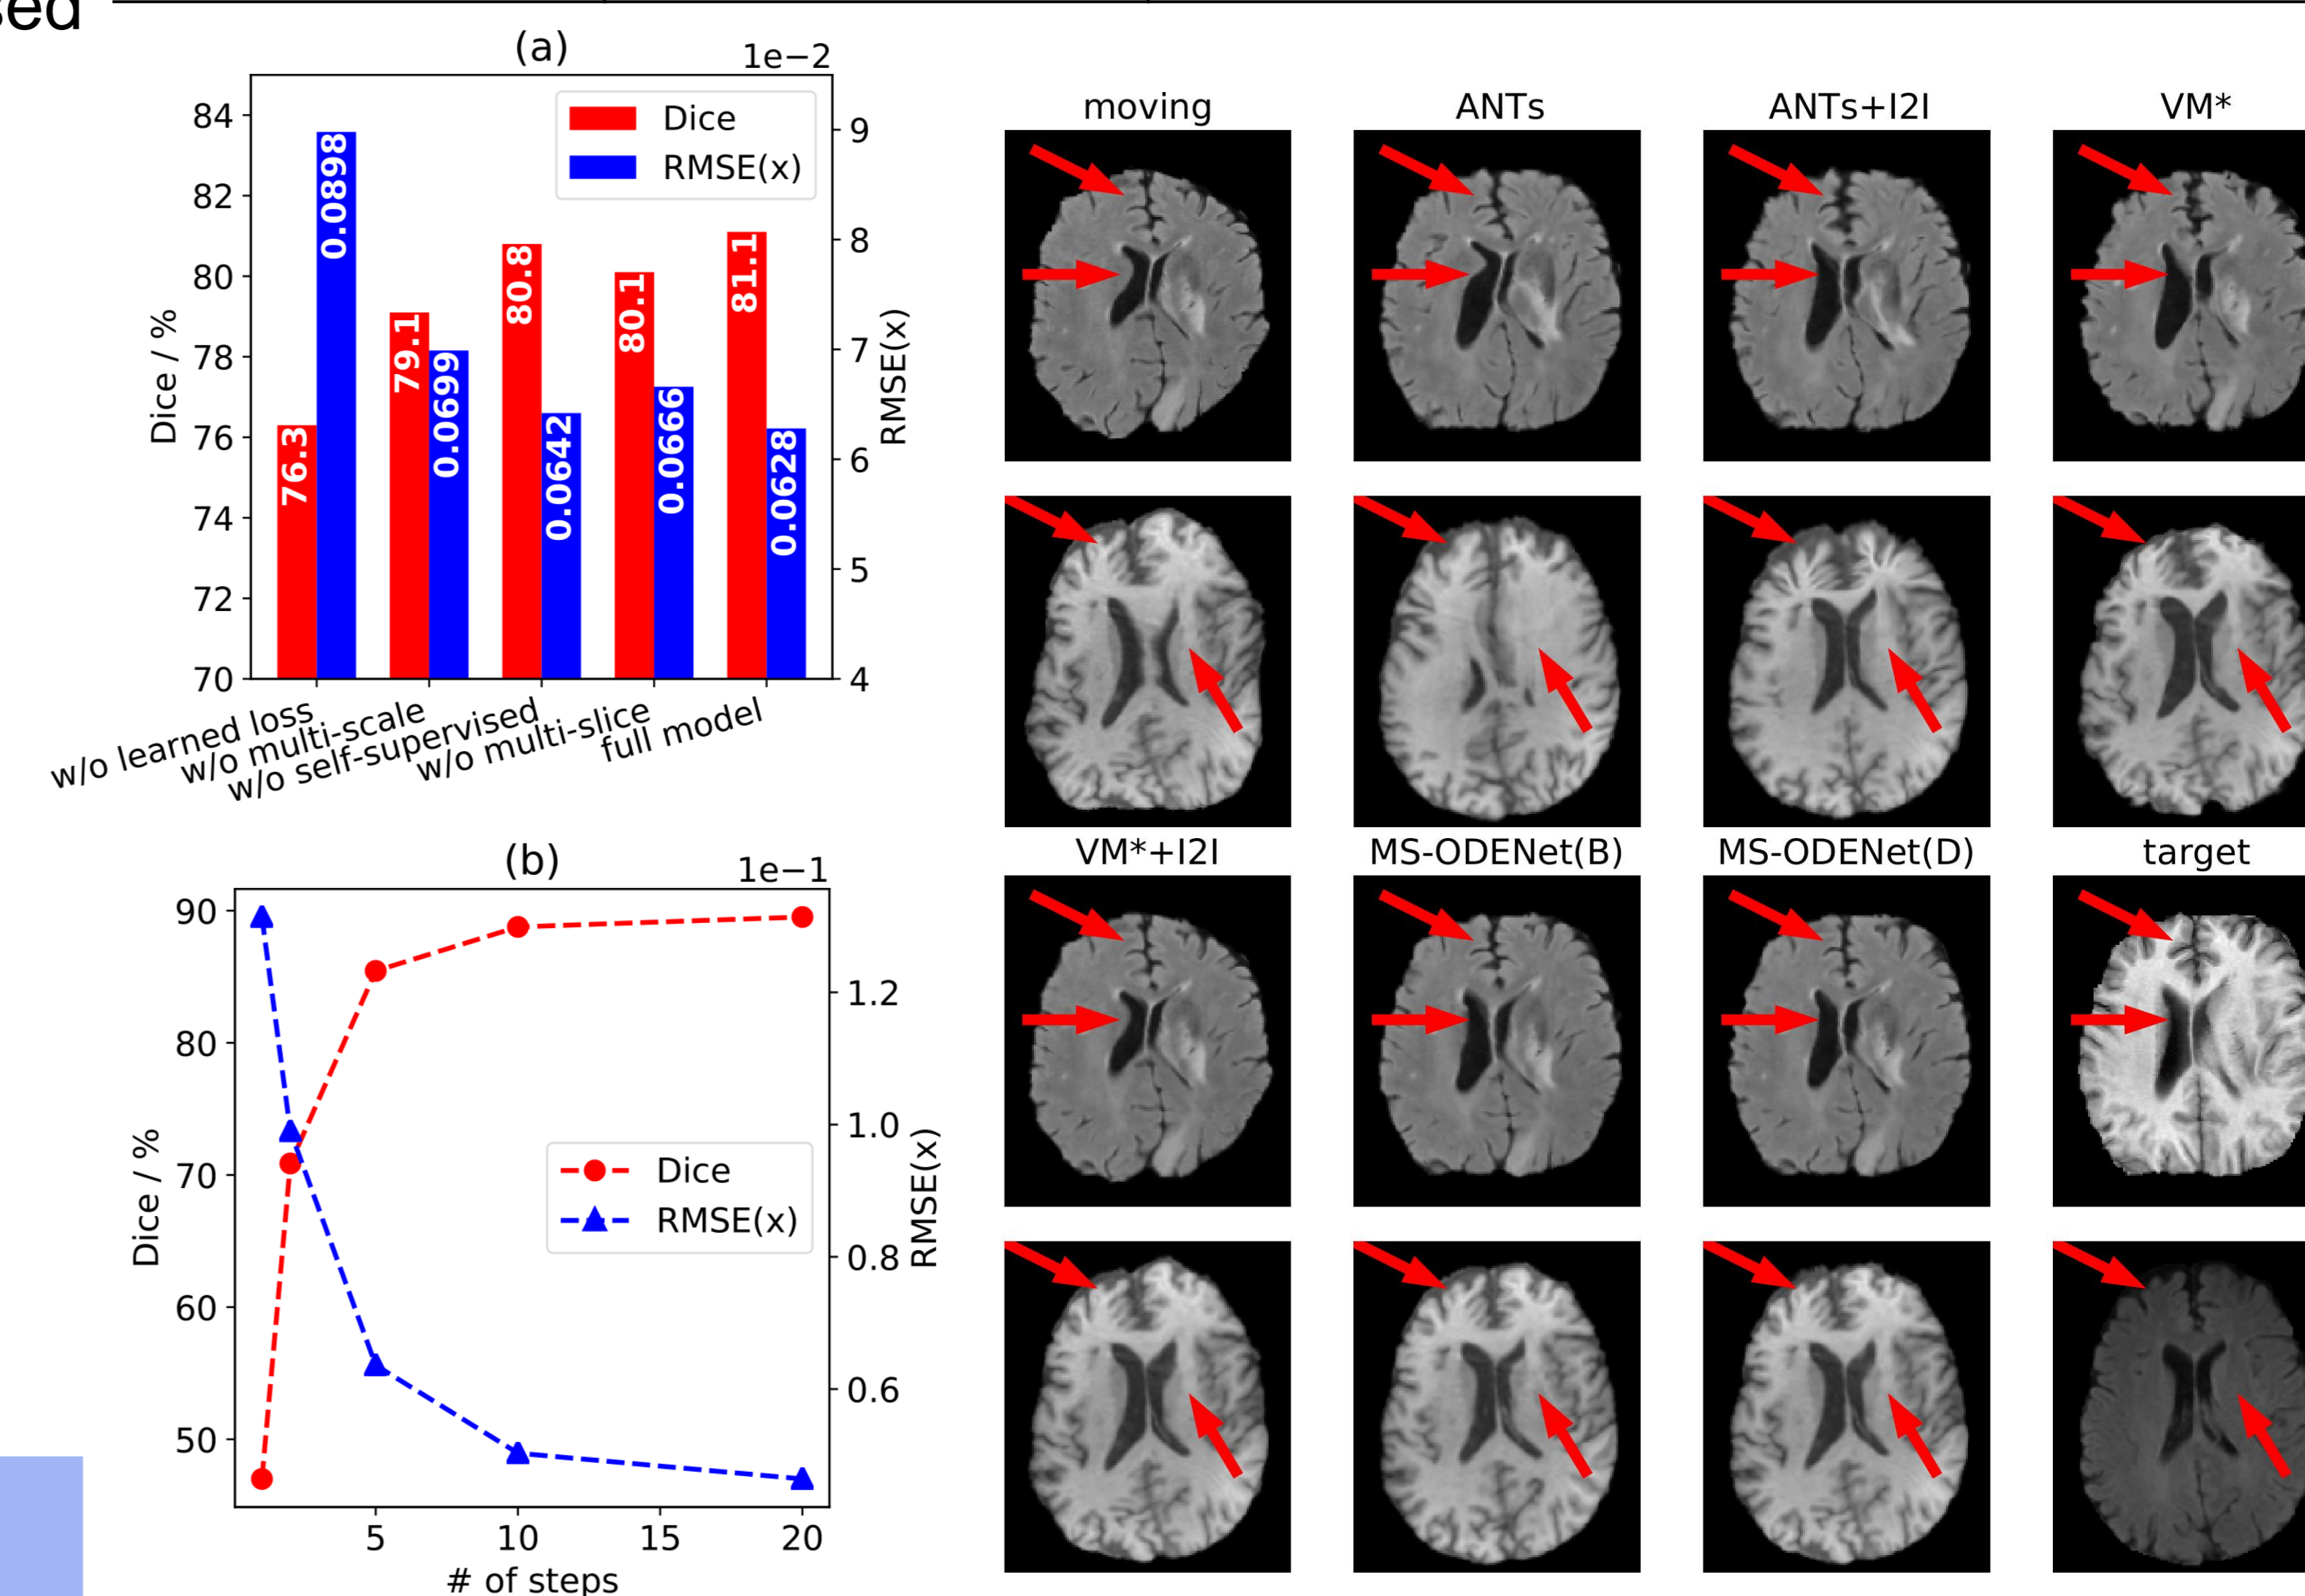 sed
(a)
1e−2
84
82
80
78
76
74
72
70
Dice / %
Dice
RMSE(x)
76.3
0.0898
79.1
0.0699
80.8
0.0642
80.1
0.0666
81.1
0.0628
9
8
7
6
5
4
RMSE(x)
w/o learned loss
w/o multi-scale
w/o self-supervised
w/o multi-slice
full model
(b)
1e−1
90
80
70
60
50
Dice / %
Dice
RMSE(x)
1.2
1.0
0.8
0.6
RMSE(x)
5
10
15
20
# of steps
moving
ANTs
ANTs+I2I
VM*
VM*+I2I
MS-ODENet(B)
MS-ODENet(D)
target